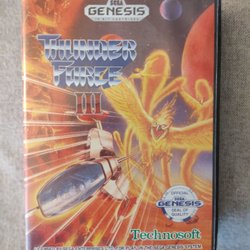 SEGA
GENESIS
16-BIT CARTRIDGE
THUNDER
FORCE
III
OFFICIAL
SEGA
GENESIS
SEAL OF
QUALITY
Technosoft